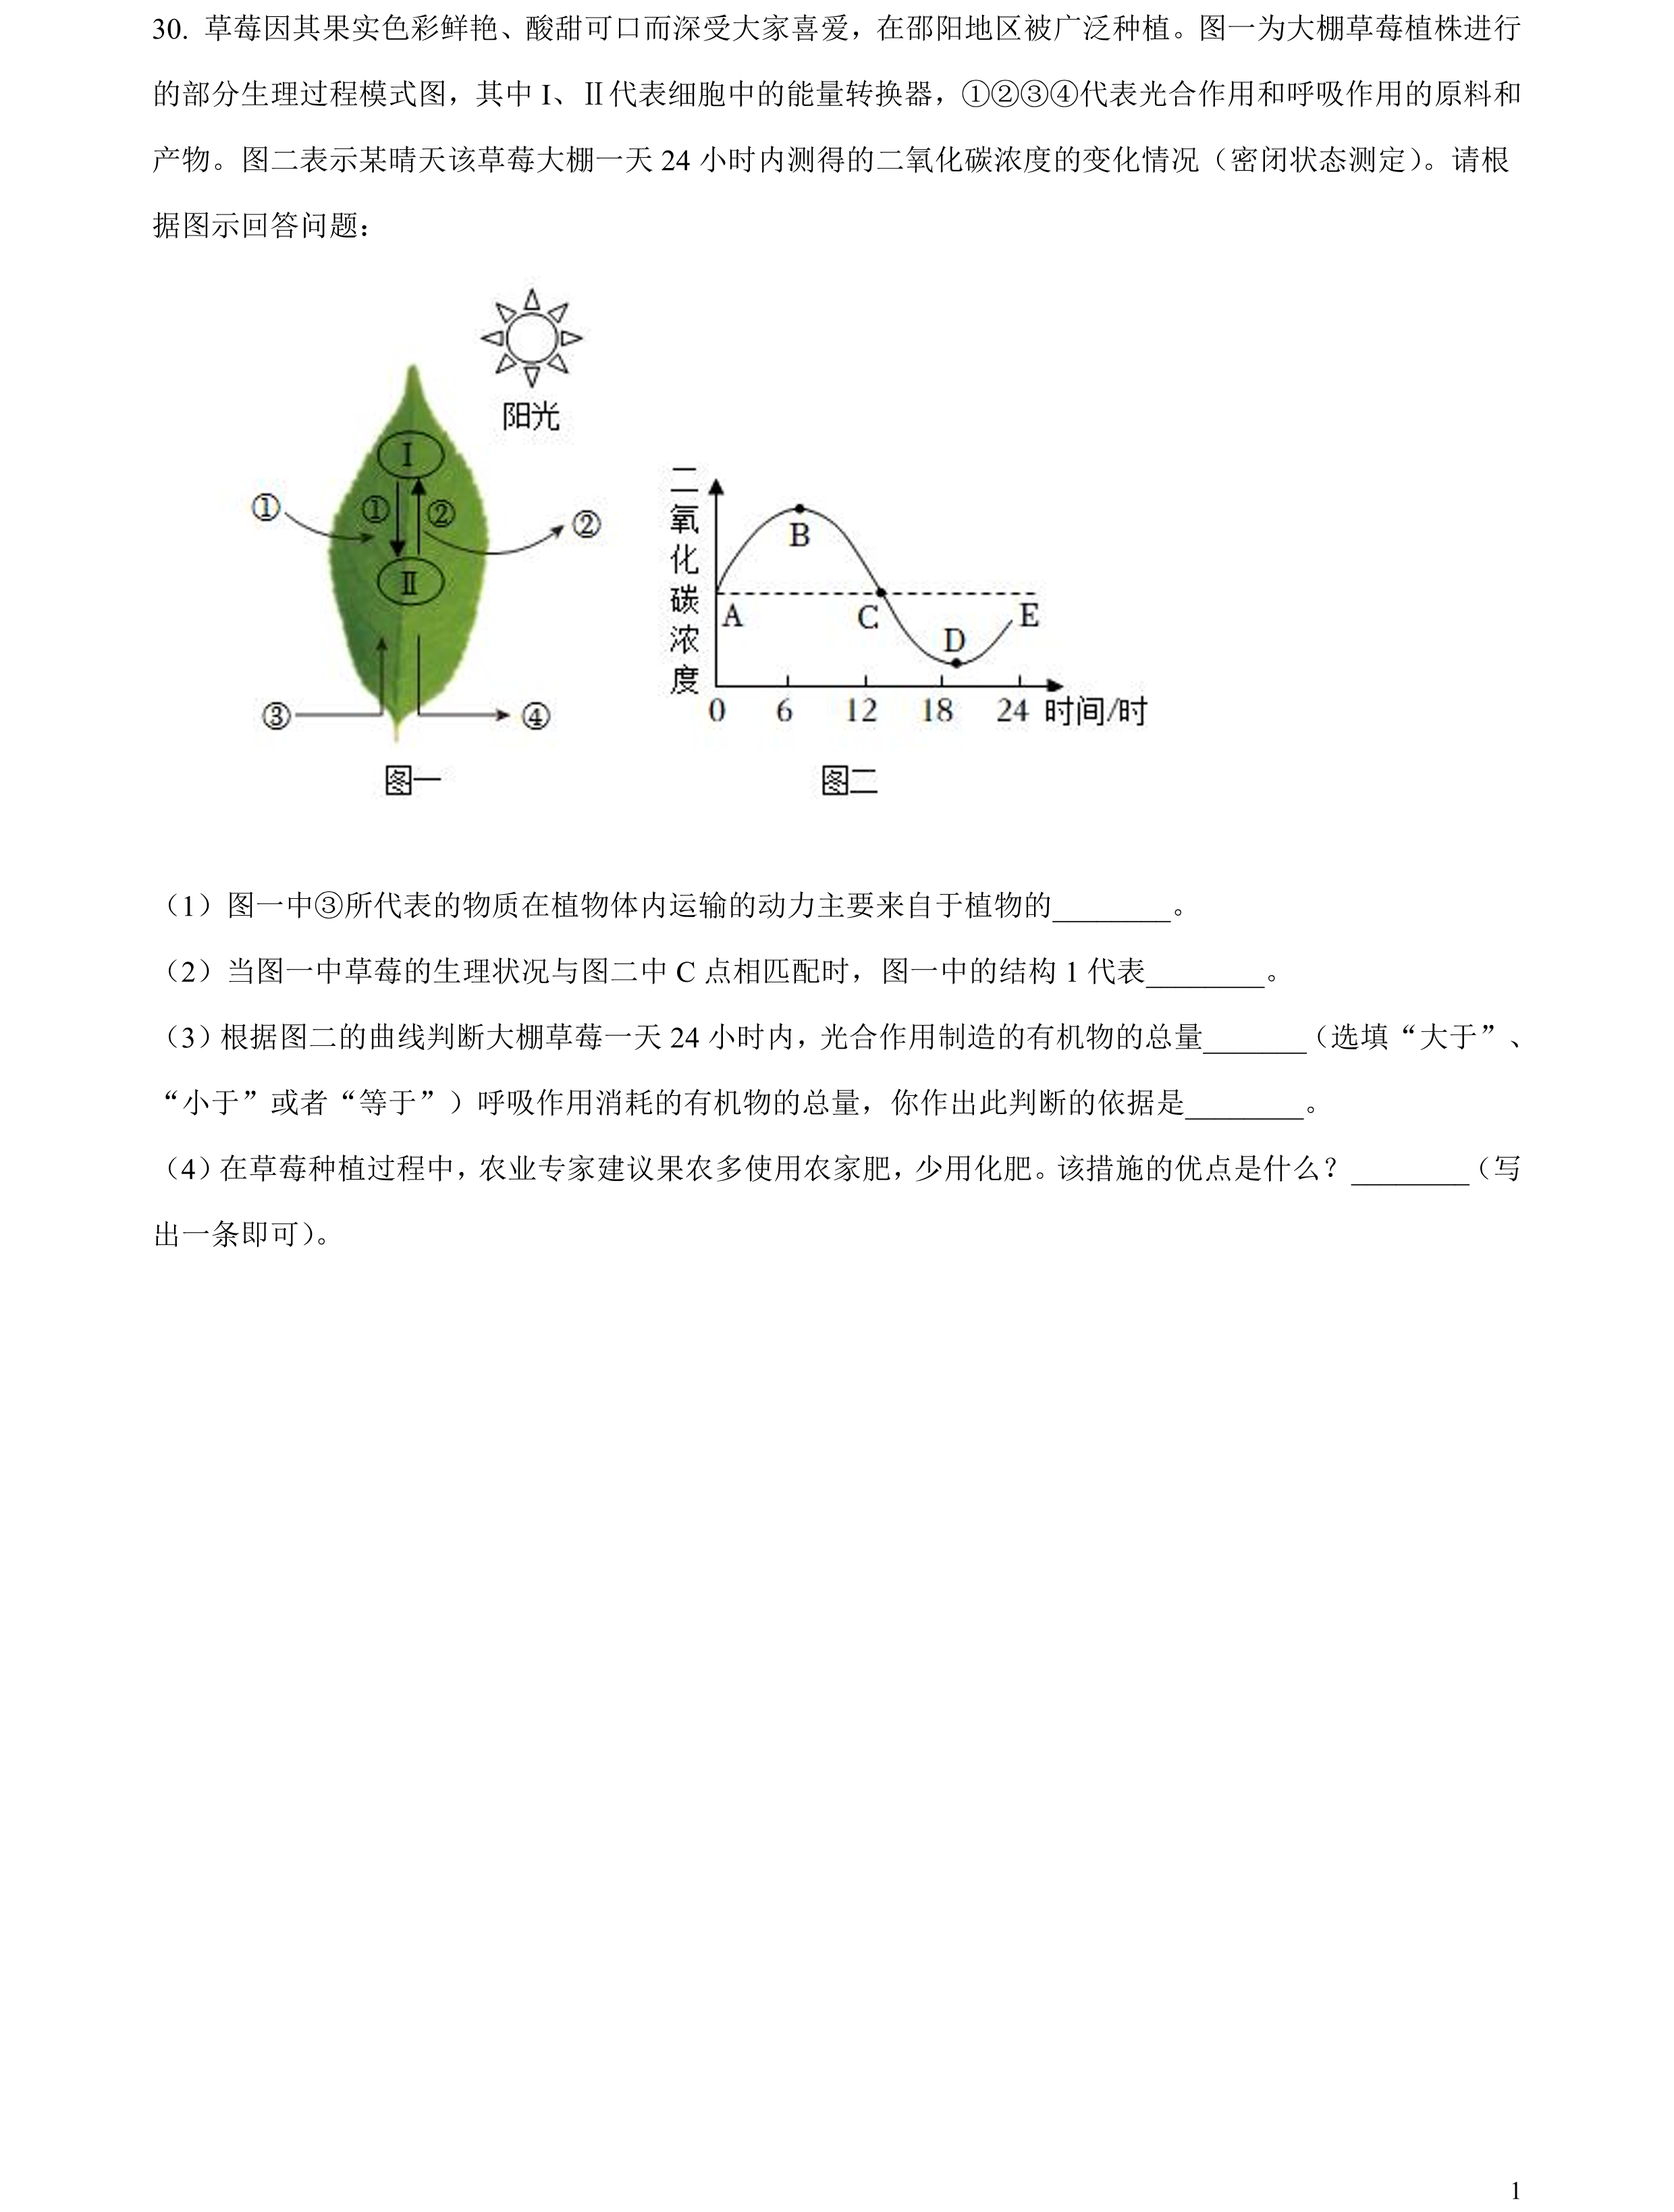 30. 草莓因其果实色彩鲜艳、酸甜可口而深受大家喜爱，在邵阳地区被广泛种植。图一为大棚草莓植株进行
的部分生理过程模式图，其中 I、Ⅱ代表细胞中的能量转换器，①②③④代表光合作用和呼吸作用的原料和
产物。图二表示某晴天该草莓大棚一天 24 小时内测得的二氧化碳浓度的变化情况（密闭状态测定）。请根
据图示回答问题：
阳光
Ⅰ
①
①
②
②
Ⅱ
③
④
图一
二氧化碳浓度
B
A
C
D
E
0 6 12 18 24 时间/时
图二
（1）图一中③所代表的物质在植物体内运输的动力主要来自于植物的________。
（2）当图一中草莓的生理状况与图二中 C 点相匹配时，图一中的结构 1 代表________。
（3）根据图二的曲线判断大棚草莓一天 24 小时内，光合作用制造的有机物的总量_______（选填“大于”、
“小于”或者“等于”）呼吸作用消耗的有机物的总量，你作出此判断的依据是________。
（4）在草莓种植过程中，农业专家建议果农多使用农家肥，少用化肥。该措施的优点是什么？________（写
出一条即可）。
1